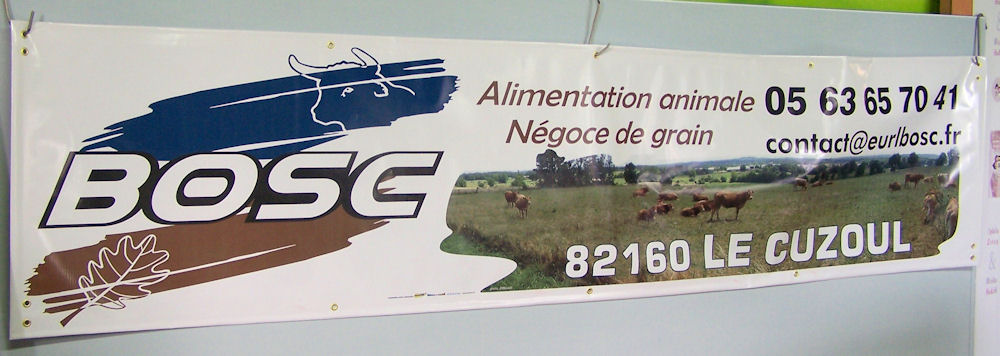 BOSC
Alimentation animale
Négoce de grain
05 63 65 70 41
contact@eurlbosc.fr
82160 LE CUZOUL